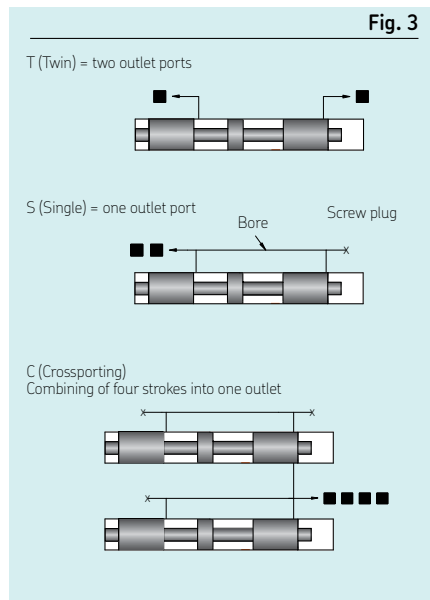 Fig. 3
T (Twin) = two outlet ports
S (Single) = one outlet port
Bore
Screw plug
x
C (Crossporting)
Combining of four strokes into one outlet
x x
x